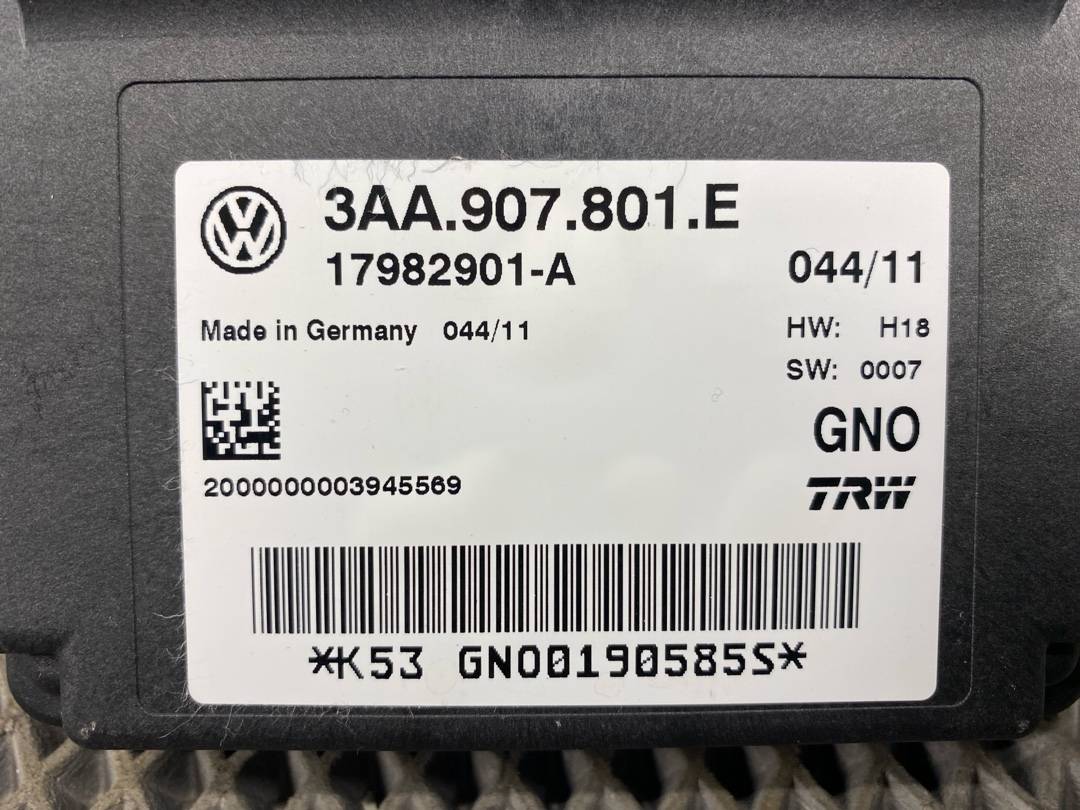 3AA.907.801.E
17982901-A
044/11
Made in Germany 044/11
HW: H18
SW: 0007
GNO
2000000003945569
TRW
*K53 GNO0190585S*